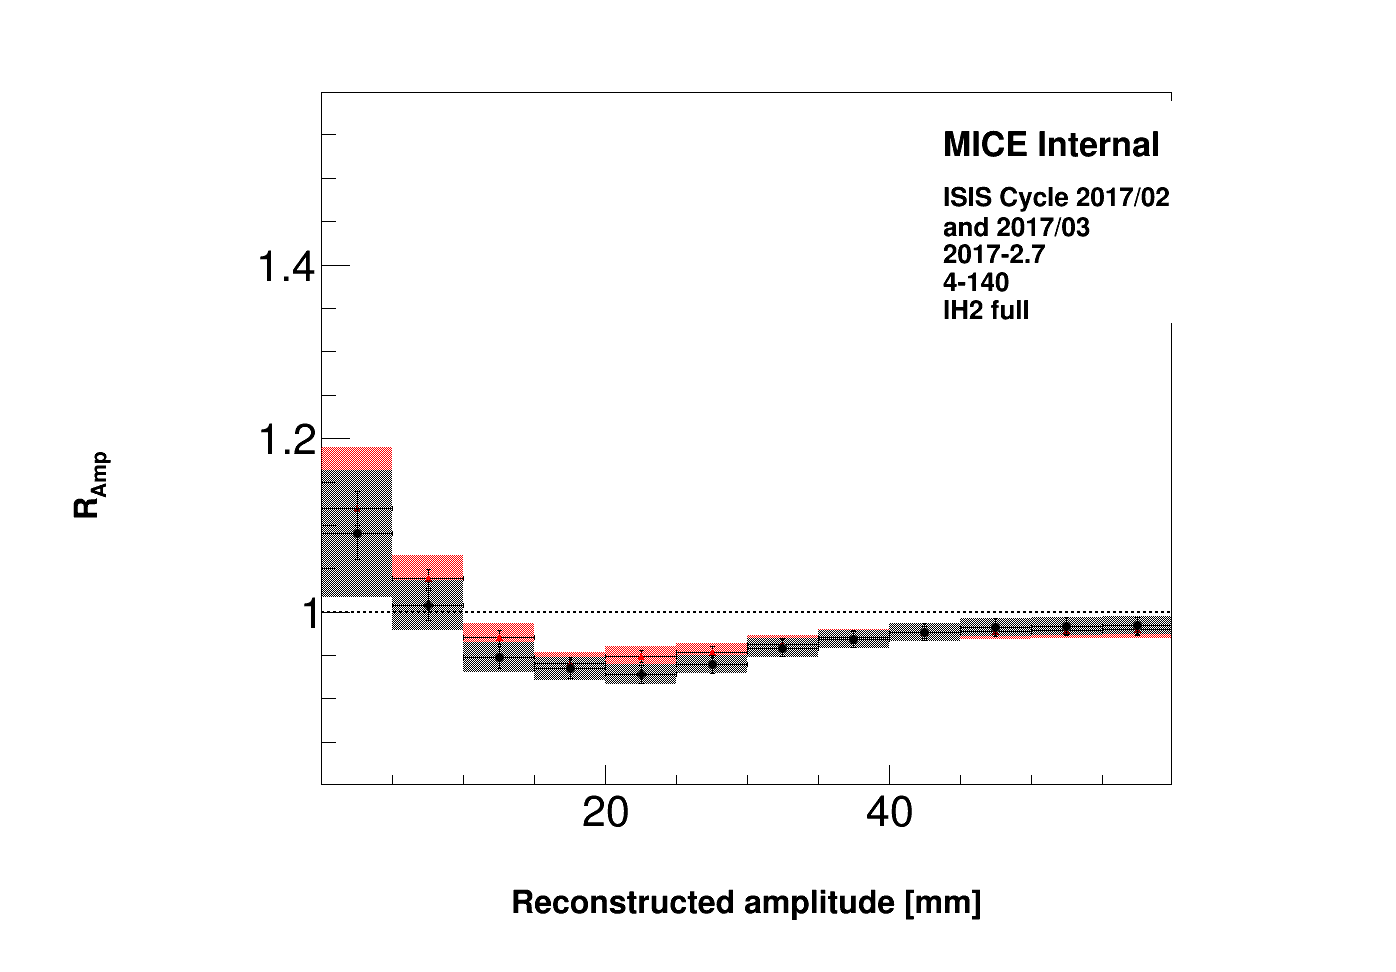 MICE Internal
ISIS Cycle 2017/02
and 2017/03
2017-2.7
4-140
IH2 full
1.4
1.2
1
R_Amp
20
40
Reconstructed amplitude [mm]